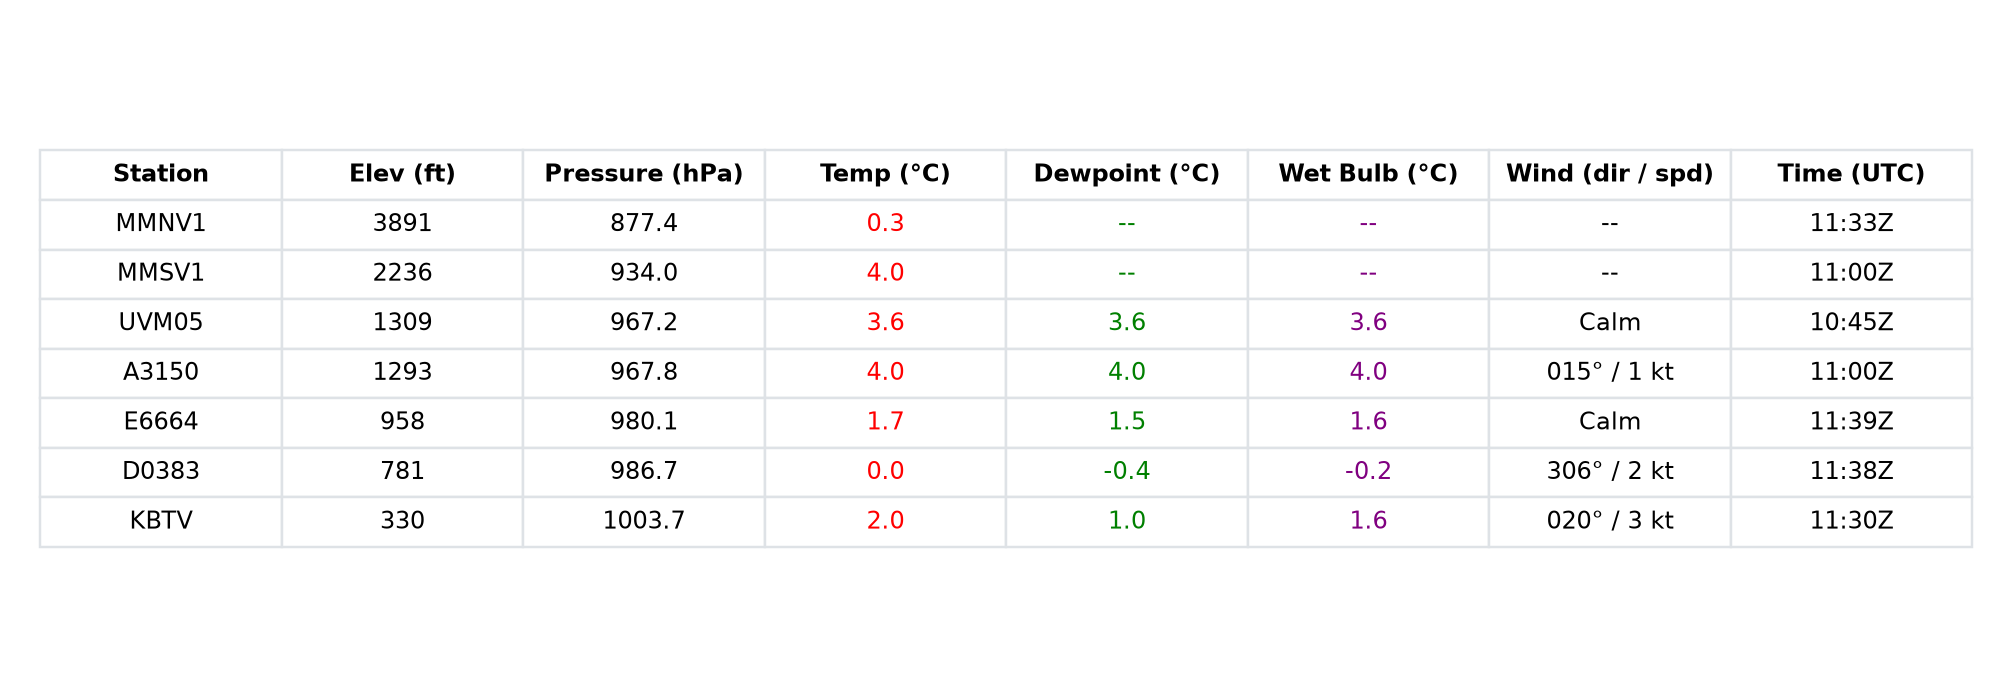 Station Elev (ft) Pressure (hPa) Temp (°C) Dewpoint (°C) Wet Bulb (°C) Wind (dir / spd) Time (UTC)
MMNV1 3891 877.4 0.3 -- -- -- 11:33Z
MMSV1 2236 934.0 4.0 -- -- -- 11:00Z
UVM05 1309 967.2 3.6 3.6 3.6 Calm 10:45Z
A3150 1293 967.8 4.0 4.0 4.0 015° / 1 kt 11:00Z
E6664 958 980.1 1.7 1.5 1.6 Calm 11:39Z
D0383 781 986.7 0.0 -0.4 -0.2 306° / 2 kt 11:38Z
KBTV 330 1003.7 2.0 1.0 1.6 020° / 3 kt 11:30Z